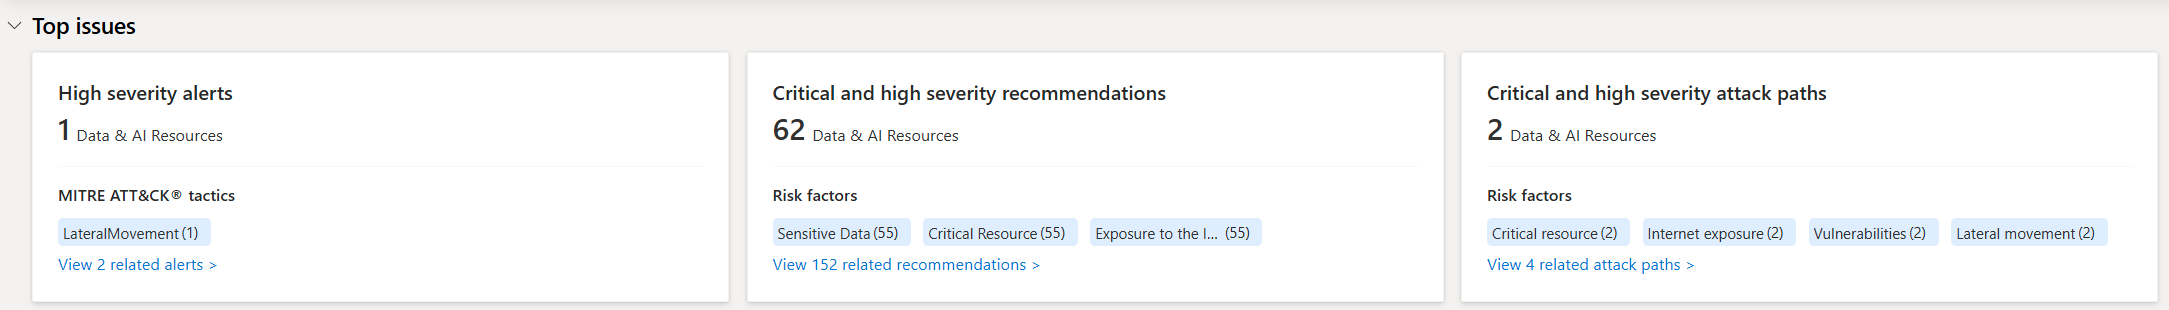 Top issues
High severity alerts
1 Data & AI Resources
MITRE ATT&CK® tactics
LateralMovement (1)
View 2 related alerts >
Critical and high severity recommendations
62 Data & AI Resources
Risk factors
Sensitive Data (55) Critical Resource (55) Exposure to the I... (55)
View 152 related recommendations >
Critical and high severity attack paths
2 Data & AI Resources
Risk factors
Critical resource (2) Internet exposure (2) Vulnerabilities (2) Lateral movement (2)
View 4 related attack paths >